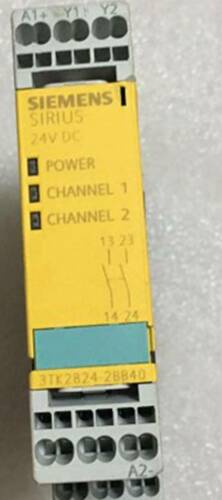 A1+ Y1 Y2
SIEMENS
SIRIUS
24V DC
POWER
CHANNEL 1
CHANNEL 2
13 23
14 24
3TK2824-2BB40
A2-